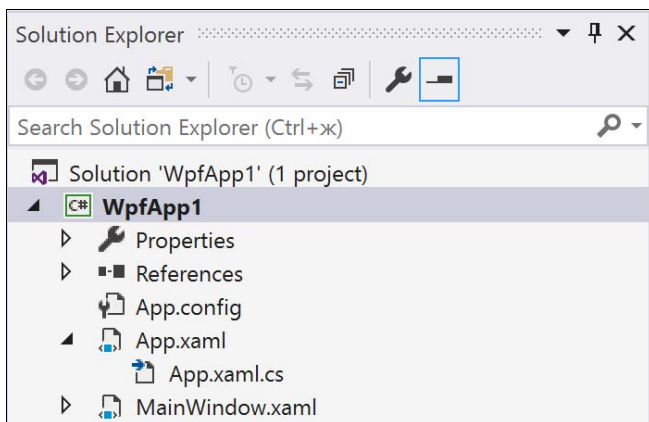 Solution Explorer
Search Solution Explorer (Ctrl+ж)
Solution 'WpfApp1' (1 project)
C# WpfApp1
Properties
References
App.config
App.xaml
App.xaml.cs
MainWindow.xaml